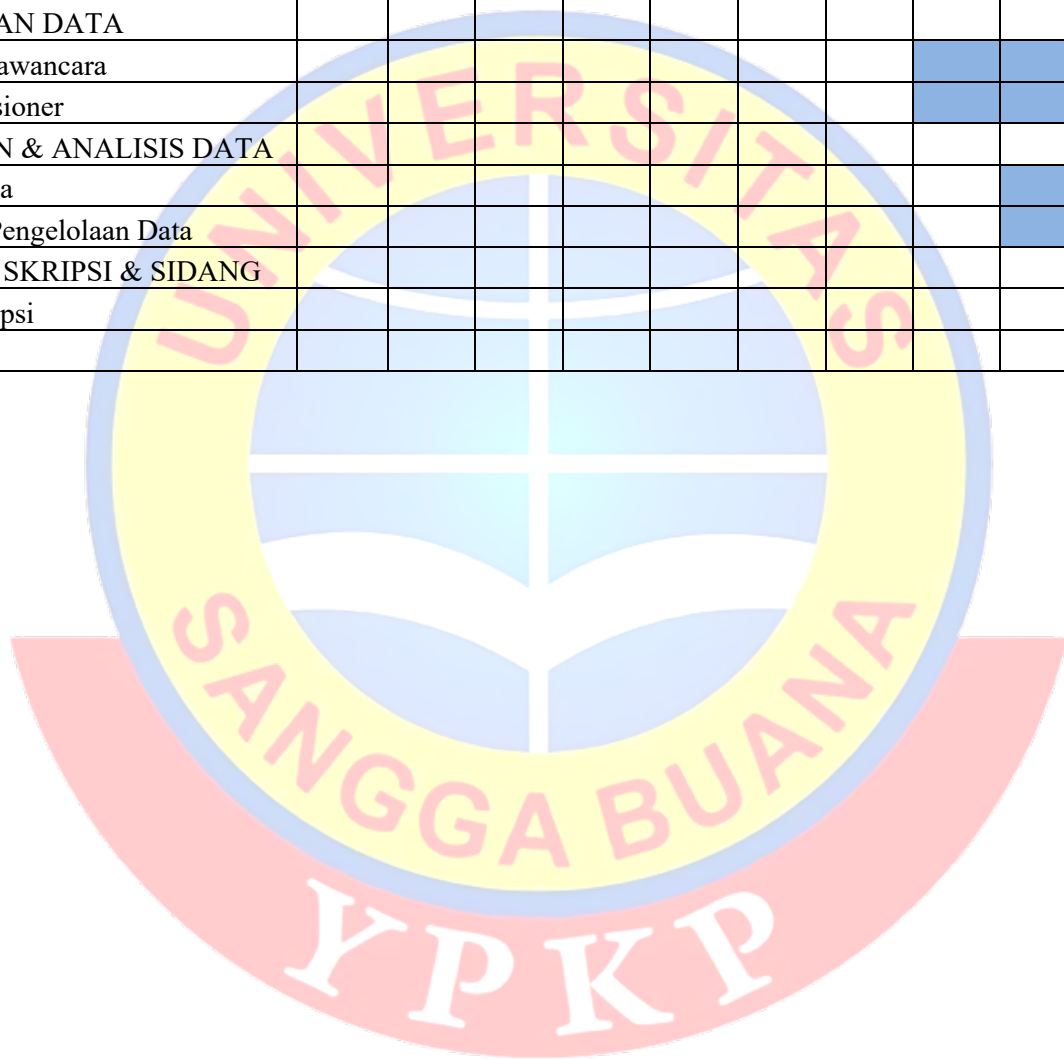 AN DATA
awancara
sioner
N & ANALISIS DATA
a
Pengelolaan Data
SKRIPSI & SIDANG
psi
UNIVERSITAS
SANGGA BUANA
YPKP